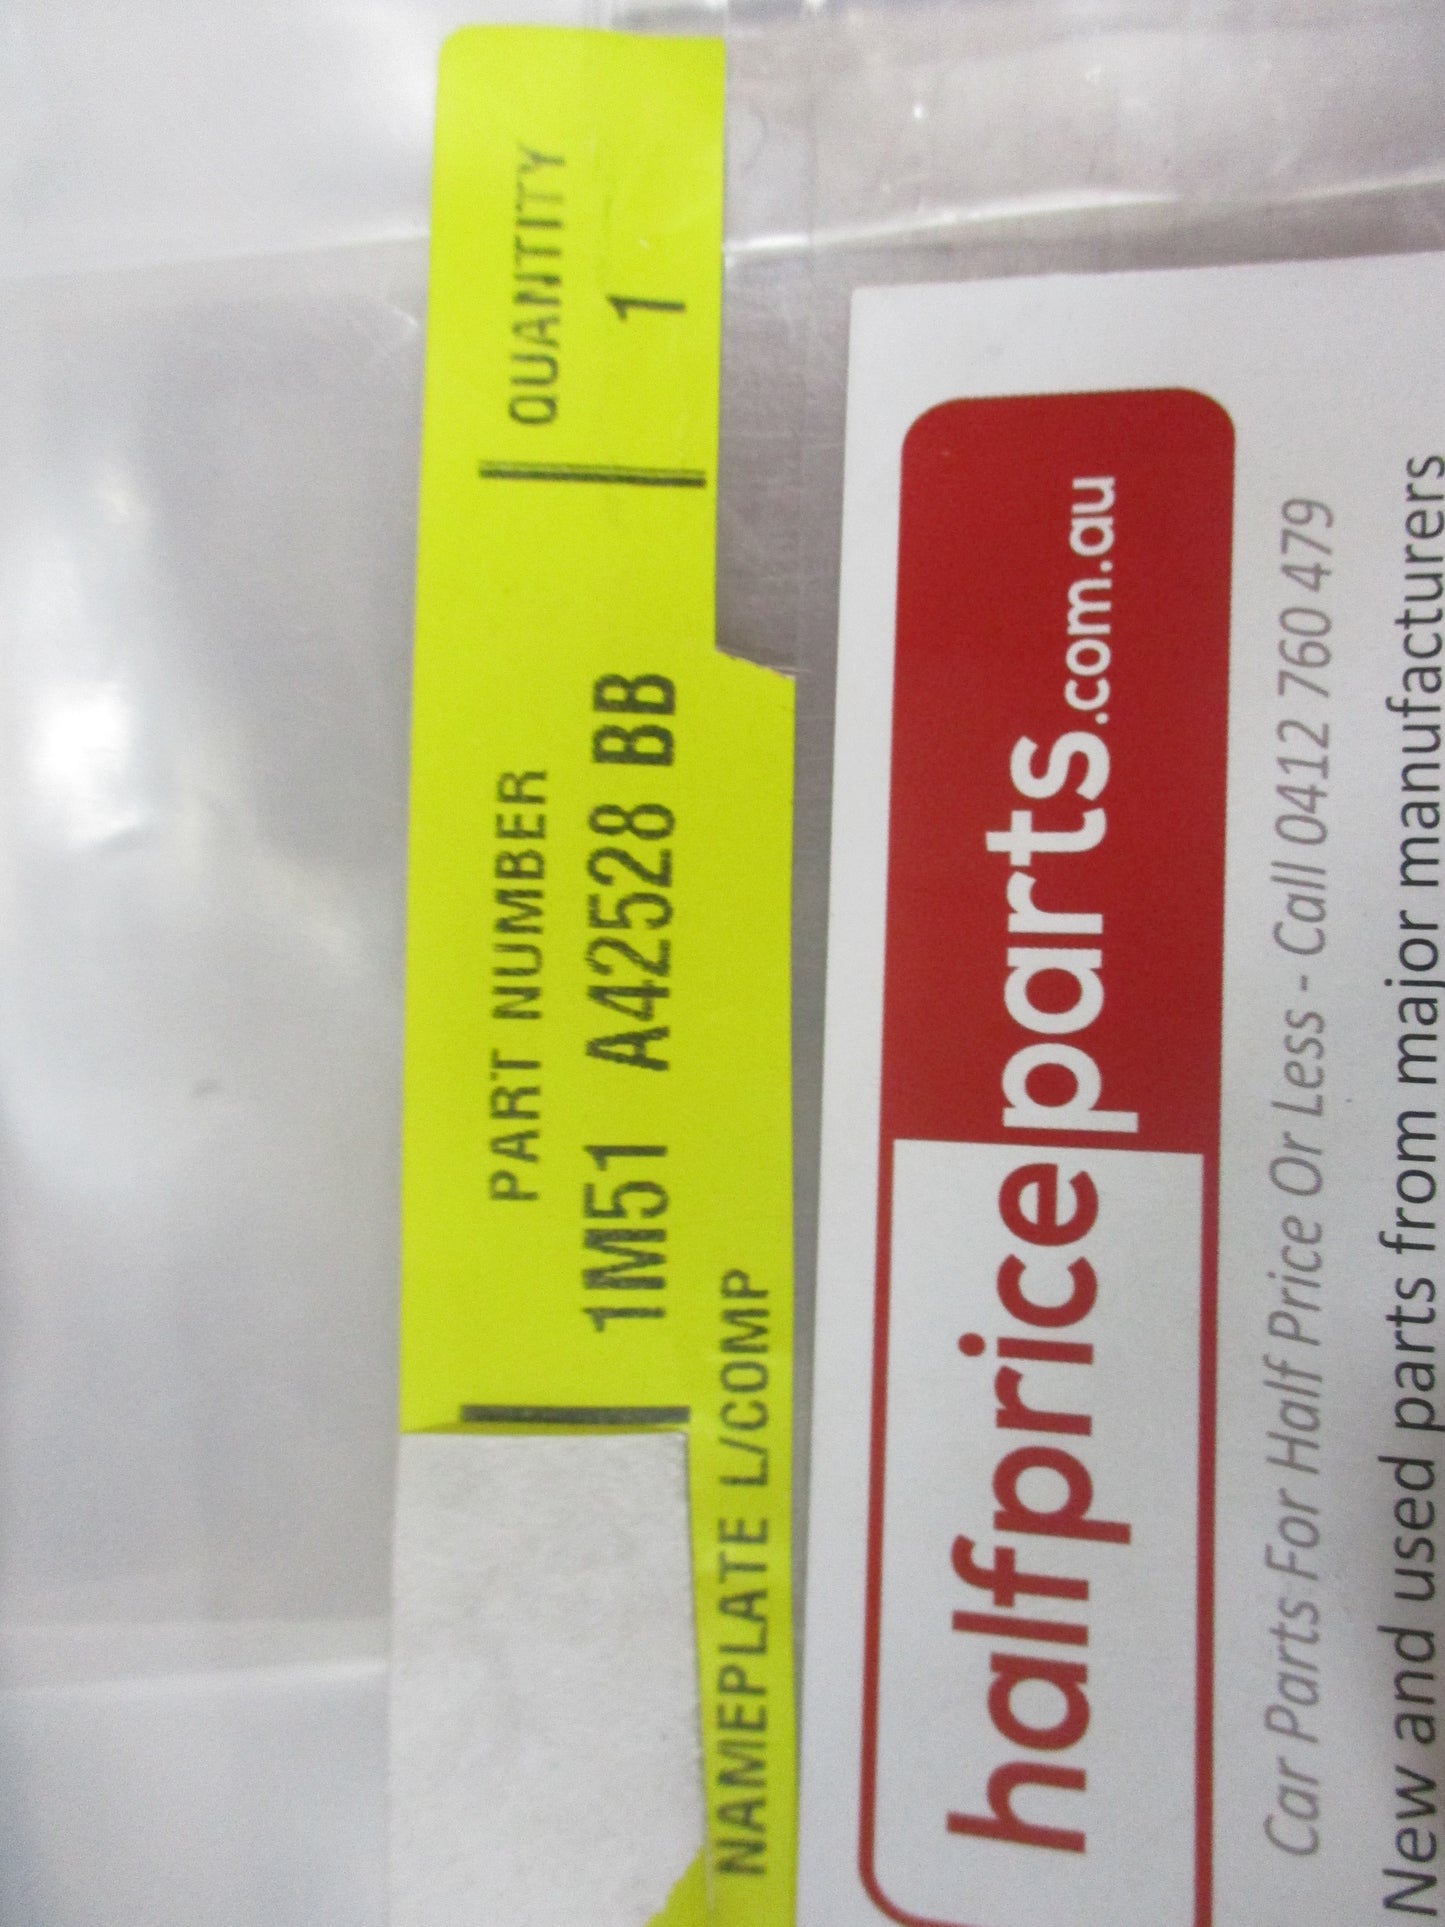 PART NUMBER
QUANTITY
1M51 A42528 BB
1
NAMEPLATE L/COMP
halfpriceparts.com.au
Car Parts For Half Price Or Less - Call 0412 760 479
New and used parts from major manufacturers